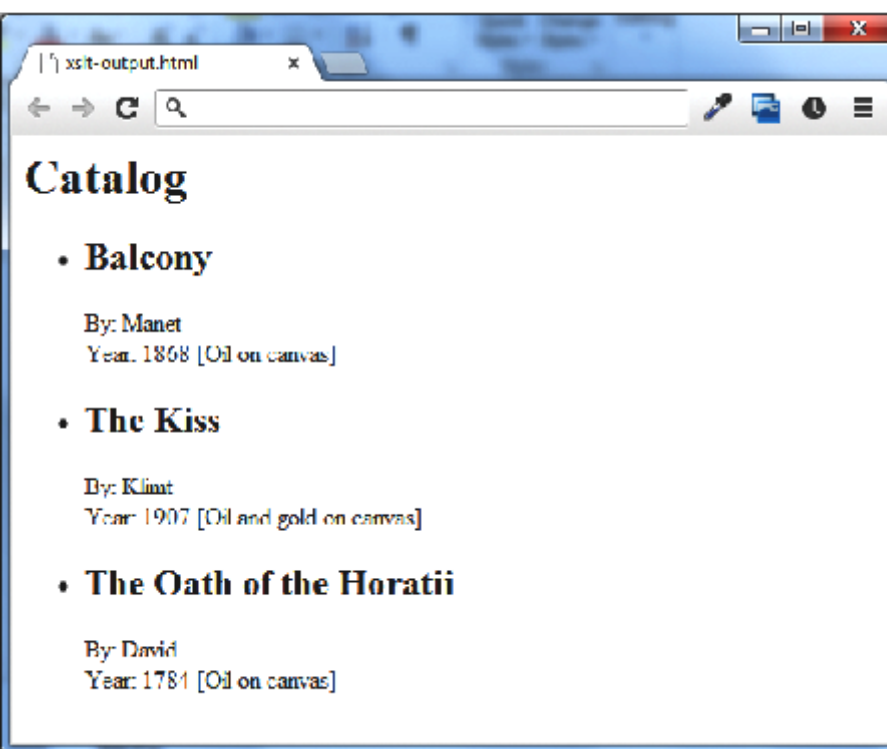 xslt-output.html
Catalog
• Balcony
By: Manet
Year: 1868 [Oil on canvas]
• The Kiss
By: Klimt
Year: 1907 [Oil and gold on canvas]
• The Oath of the Horatii
By: David
Year: 1784 [Oil on canvas]